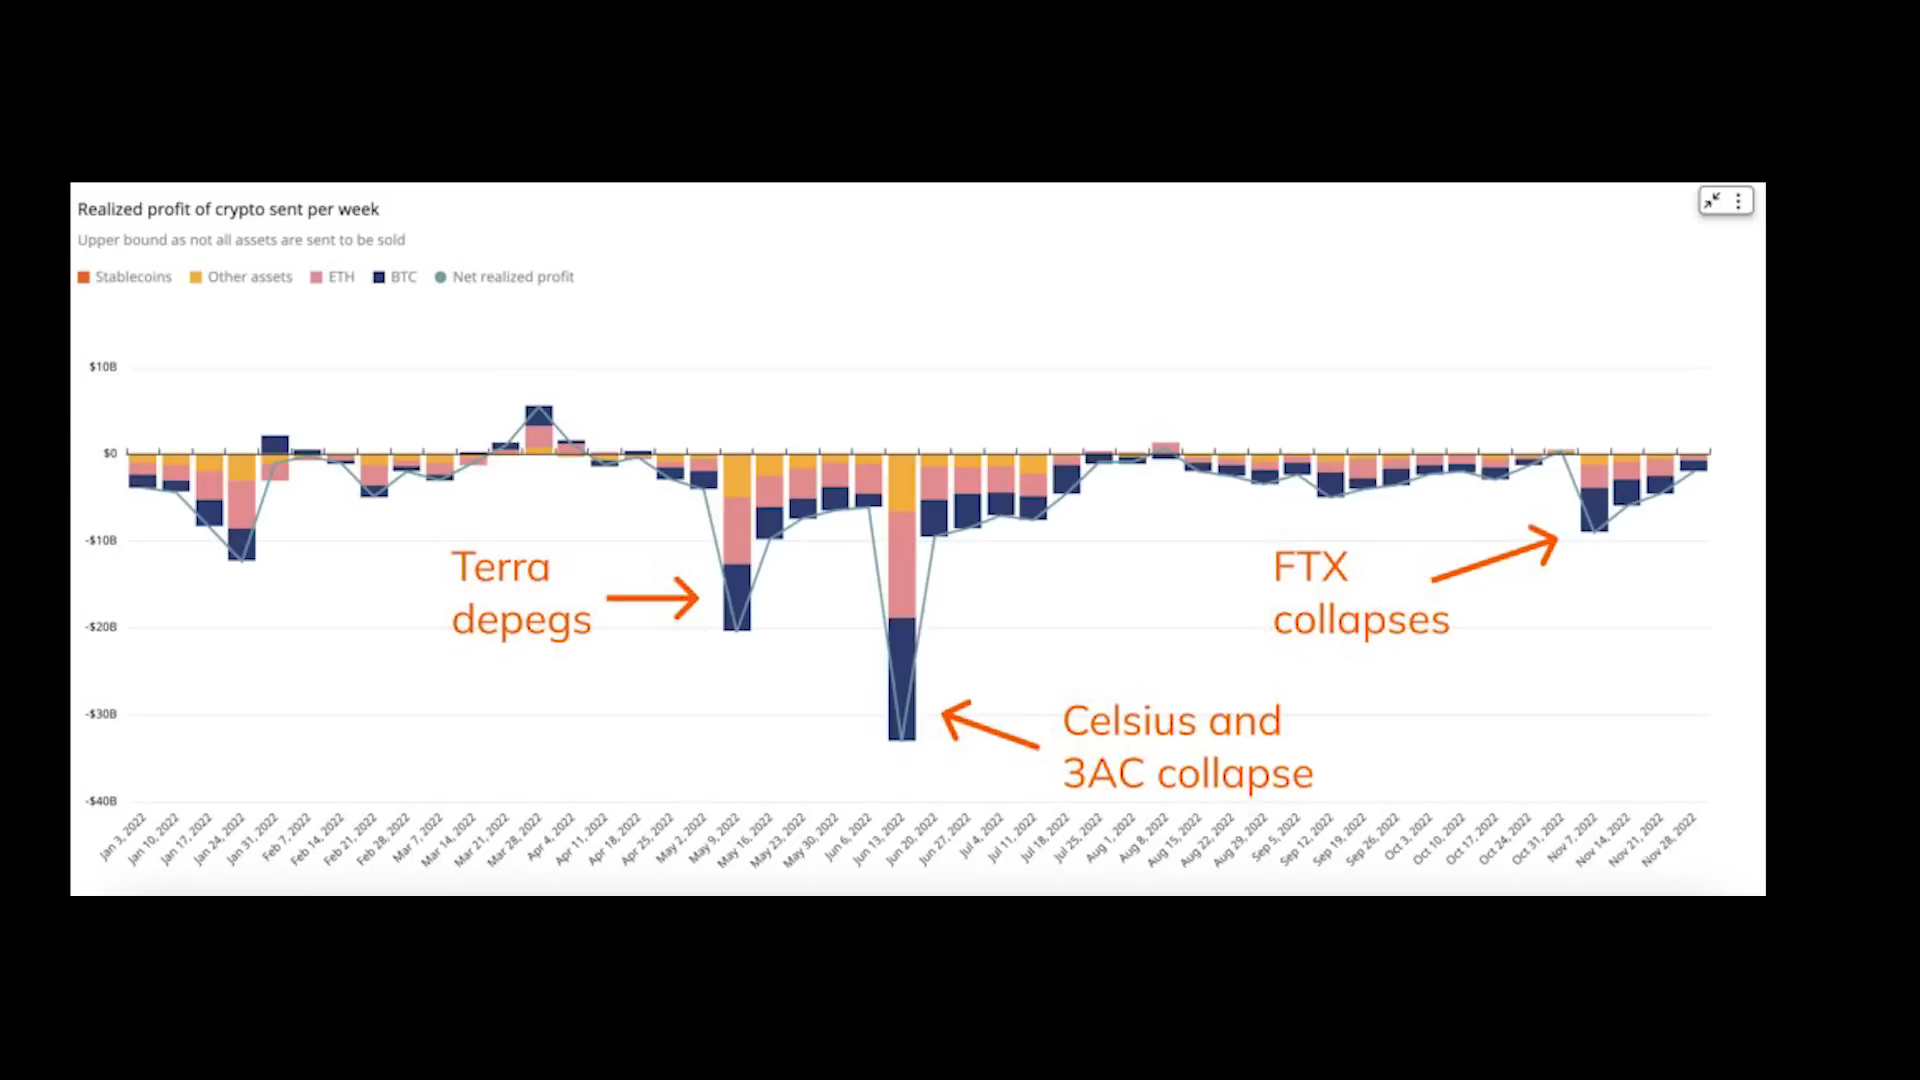 Realized profit of crypto sent per week
Upper bound as not all assets are sent to be sold
Stablecoins Other assets ETH BTC Net realized profit
$10B
$0
-$10B
-$20B
-$30B
-$40B
Terra
depegs
FTX
collapses
Celsius and
3AC collapse
Jan 3, 2022
Jan 10, 2022
Jan 17, 2022
Jan 24, 2022
Jan 31, 2022
Feb 7, 2022
Feb 14, 2022
Feb 21, 2022
Feb 28, 2022
Mar 7, 2022
Mar 14, 2022
Mar 21, 2022
Mar 28, 2022
Apr 4, 2022
Apr 11, 2022
Apr 18, 2022
Apr 25, 2022
May 2, 2022
May 9, 2022
May 16, 2022
May 23, 2022
May 30, 2022
Jun 6, 2022
Jun 13, 2022
Jun 20, 2022
Jun 27, 2022
Jul 4, 2022
Jul 11, 2022
Jul 18, 2022
Jul 25, 2022
Aug 1, 2022
Aug 8, 2022
Aug 15, 2022
Aug 22, 2022
Aug 29, 2022
Sep 5, 2022
Sep 12, 2022
Sep 19, 2022
Sep 26, 2022
Oct 3, 2022
Oct 10, 2022
Oct 17, 2022
Oct 24, 2022
Oct 31, 2022
Nov 7, 2022
Nov 14, 2022
Nov 21, 2022
Nov 28, 2022